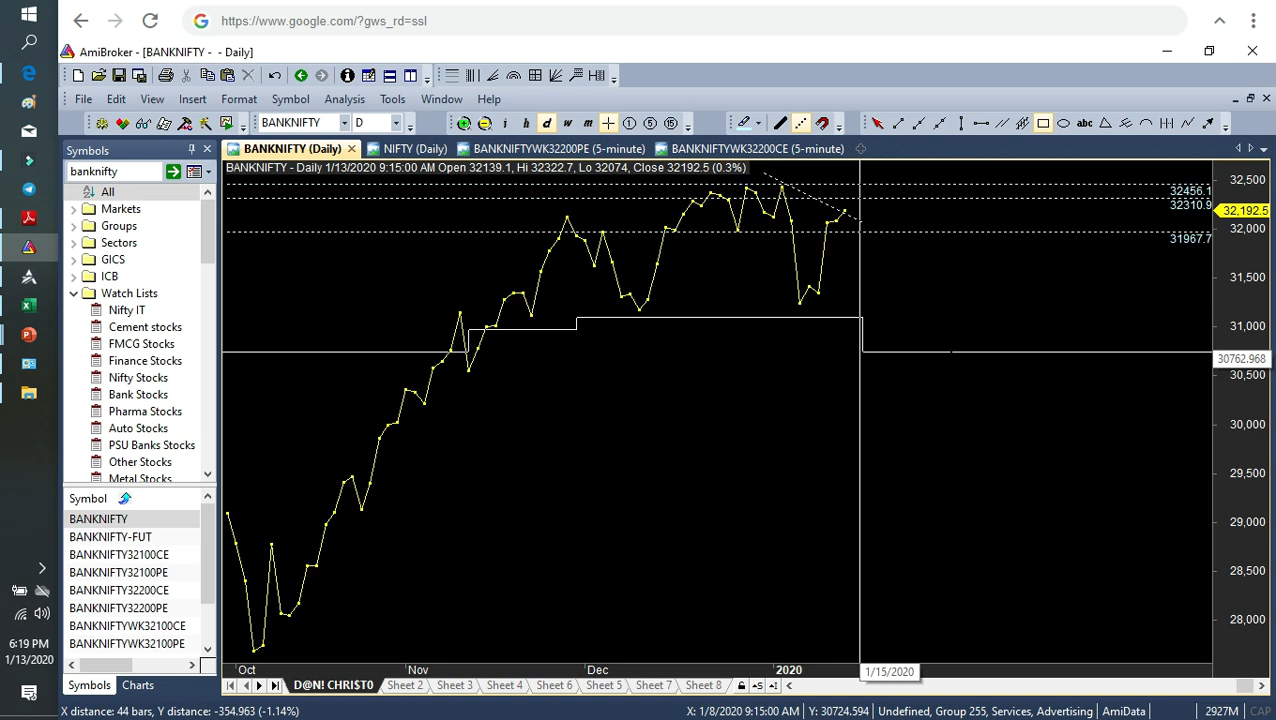 https://www.google.com/?gws_rd=ssl
AmiBroker - [BANKNIFTY - - Daily]
File Edit View Insert Format Symbol Analysis Tools Window Help
BANKNIFTY D
i h d w m 1 5 5
abc
Symbols
banknifty
BANKNIFTY (Daily) NIFTY (Daily) BANKNIFTYWK32200PE (5-minute) BANKNIFTYWK32200CE (5-minute)
BANKNIFTY - Daily 1/13/2020 9:15:00 AM Open 32139.1, Hi 32322.7, Lo 32074, Close 32192.5 (0.3%)
All
Markets
Groups
Sectors
GICS
ICB
Watch Lists
Nifty IT
Cement stocks
FMCG Stocks
Finance Stocks
Nifty Stocks
Bank Stocks
Pharma Stocks
Auto Stocks
PSU Banks Stocks
Other Stocks
Metal Stocks
Symbol
BANKNIFTY
BANKNIFTY-FUT
BANKNIFTY32100CE
BANKNIFTY32100PE
BANKNIFTY32200CE
BANKNIFTY32200PE
BANKNIFTYWK32100CE
BANKNIFTYWK32100PE
Symbols Charts
32456.1
32310.9
31967.7
32,500
32,192.5
32,000
31,500
31,000
30762.968
30,500
30,000
29,500
29,000
28,500
28,000
Oct Nov Dec 2020
1/15/2020
D@N! CHRI$T0 Sheet 2 Sheet 3 Sheet 4 Sheet 6 Sheet 5 Sheet 7 Sheet 8
X distance: 44 bars, Y distance: -354.963 (-1.14%)
X: 1/8/2020 9:15:00 AM Y: 30724.594 Undefined, Group 255, Services, Advertising AmiData 2927M CAP
6:19 PM
1/13/2020